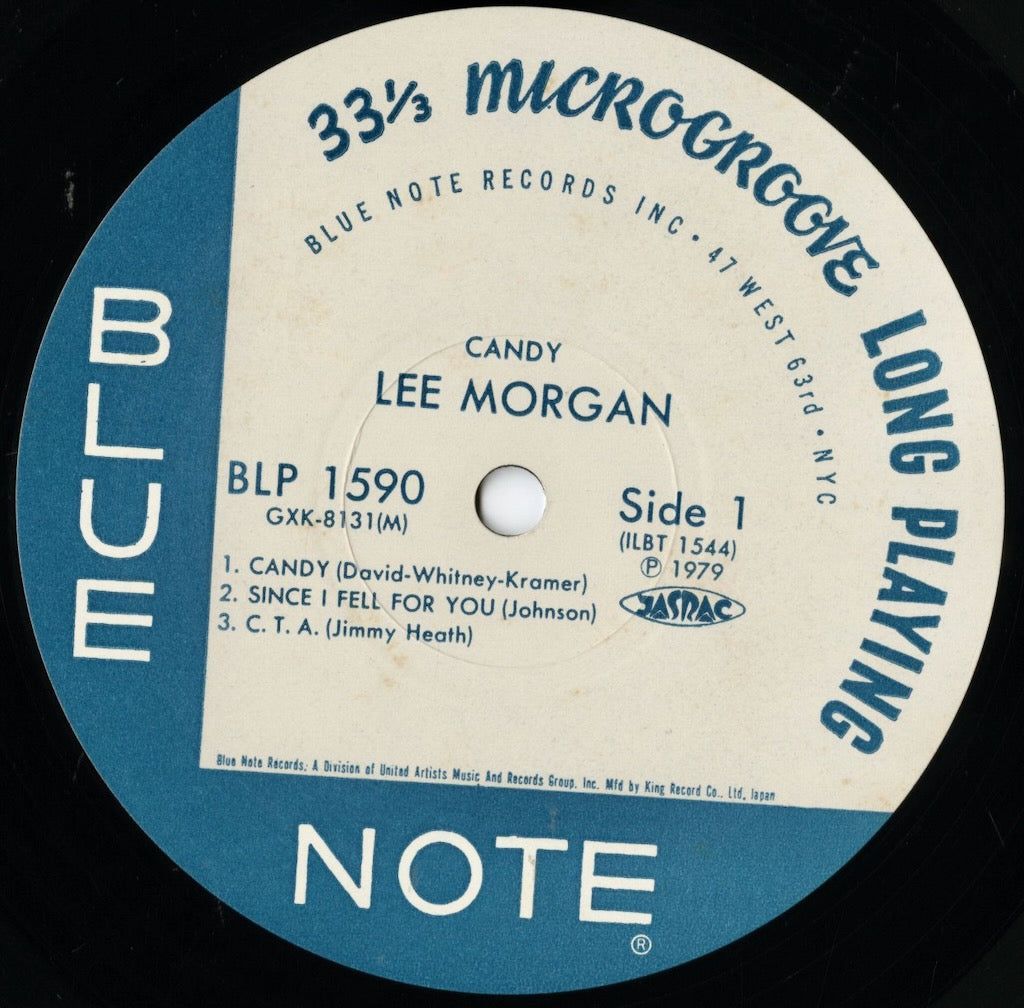 33⅓ MICROGROOVE LONG PLAYING
BLUE NOTE RECORDS INC • 47 WEST 63rd • NYC
CANDY
LEE MORGAN
BLP 1590
GXK-8131(M)
Side 1
(ILBT 1544)
℗ 1979
JASRAC
1. CANDY (David-Whitney-Kramer)
2. SINCE I FELL FOR YOU (Johnson)
3. C. T. A. (Jimmy Heath)
Blue Note Records: A Division of United Artists Music And Records Group, Inc. Mfd by King Record Co., Ltd, Japan
BLUE
NOTE
®